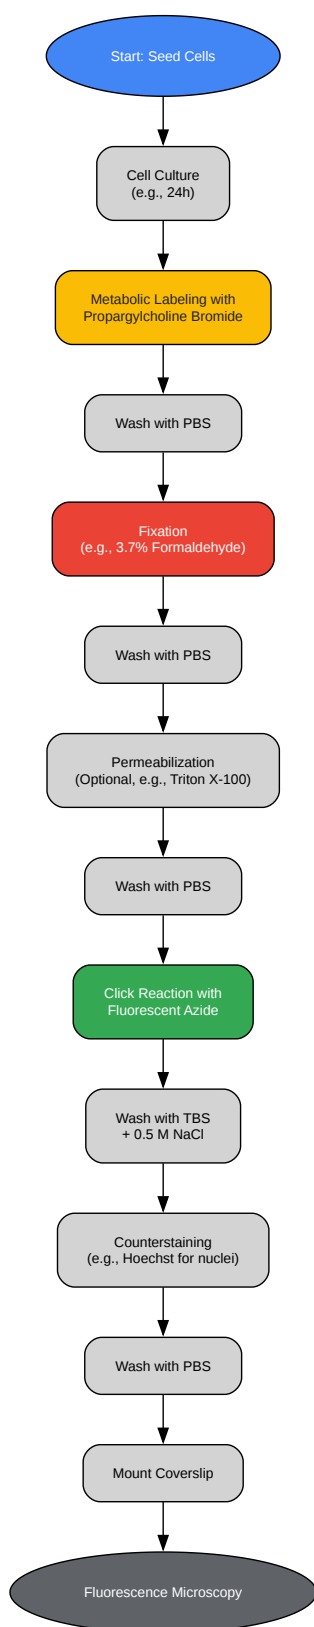 Start: Seed Cells
Cell Culture
(e.g., 24h)
Metabolic Labeling with
Propargylcholine Bromide
Wash with PBS
Fixation
(e.g., 3.7% Formaldehyde)
Wash with PBS
Permeabilization
(Optional, e.g., Triton X-100)
Wash with PBS
Click Reaction with
Fluorescent Azide
Wash with TBS
+ 0.5 M NaCl
Counterstaining
(e.g., Hoechst for nuclei)
Wash with PBS
Mount Coverslip
Fluorescence Microscopy